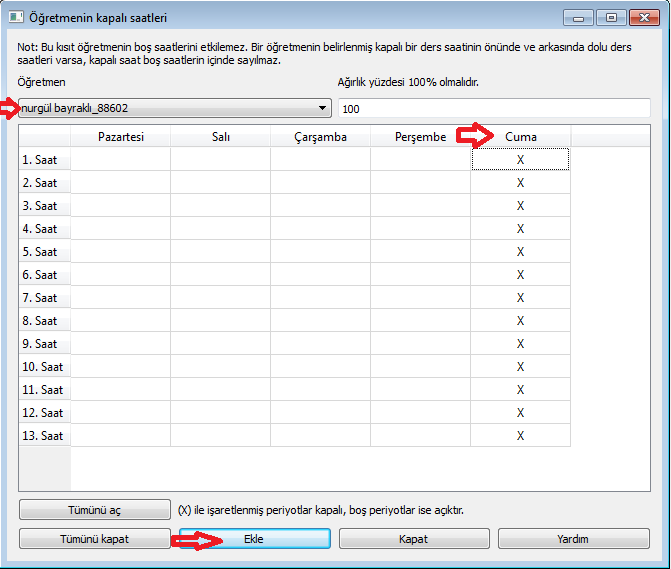 Öğretmenin kapalı saatleri
Not: Bu kısıt öğretmenin boş saatlerini etkilemez. Bir öğretmenin belirlenmiş kapalı bir ders saatinin önünde ve arkasında dolu ders
saatleri varsa, kapalı saat boş saatlerin içinde sayılmaz.
Öğretmen Ağırlık yüzdesi 100% olmalıdır.
nurgül bayraklı_88602 100
Pazartesi Salı Çarşamba Perşembe Cuma
1. Saat X
2. Saat X
3. Saat X
4. Saat X
5. Saat X
6. Saat X
7. Saat X
8. Saat X
9. Saat X
10. Saat X
11. Saat X
12. Saat X
13. Saat X
Tümünü aç (X) ile işaretlenmiş periyotlar kapalı, boş periyotlar ise açıktır.
Tümünü kapat Ekle Kapat Yardım